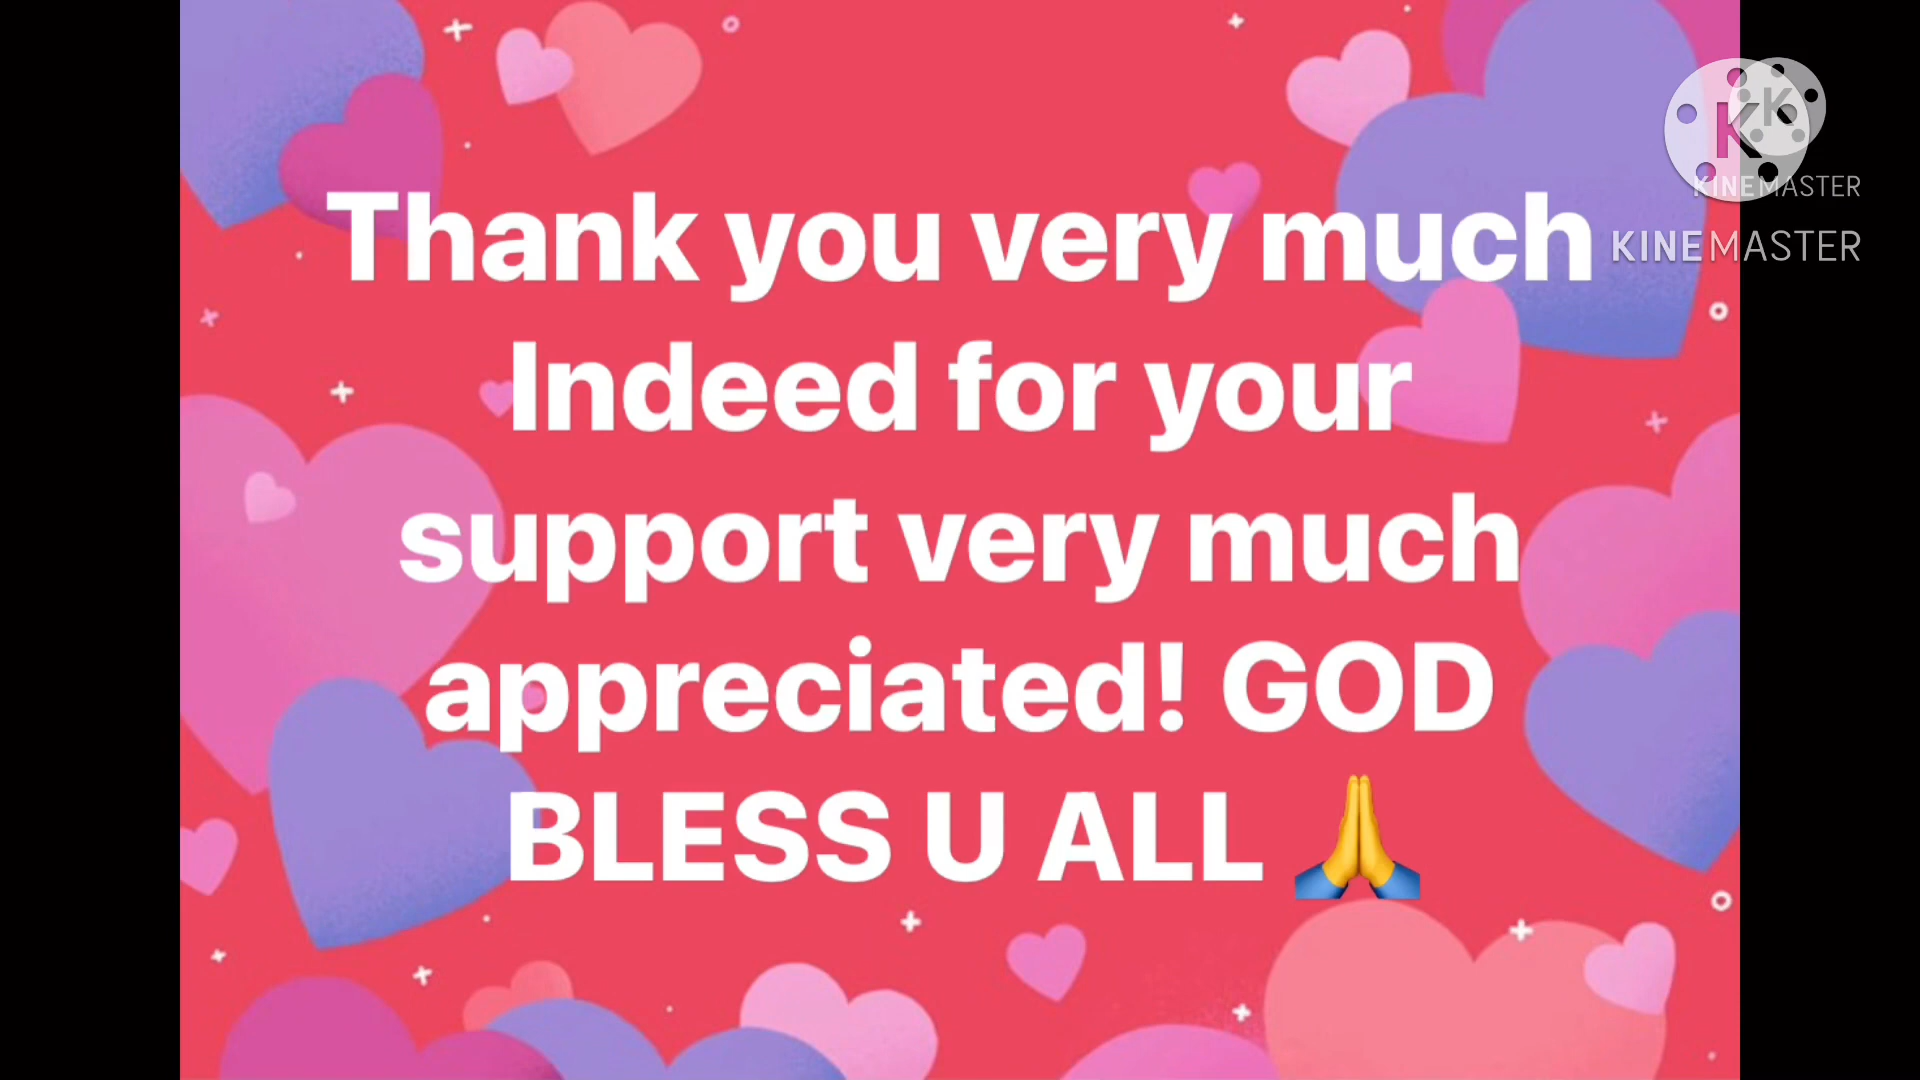 K
K
KINEMASTER
KINEMASTER
Thank you very much
Indeed for your
support very much
appreciated! GOD
BLESS U ALL 🙏